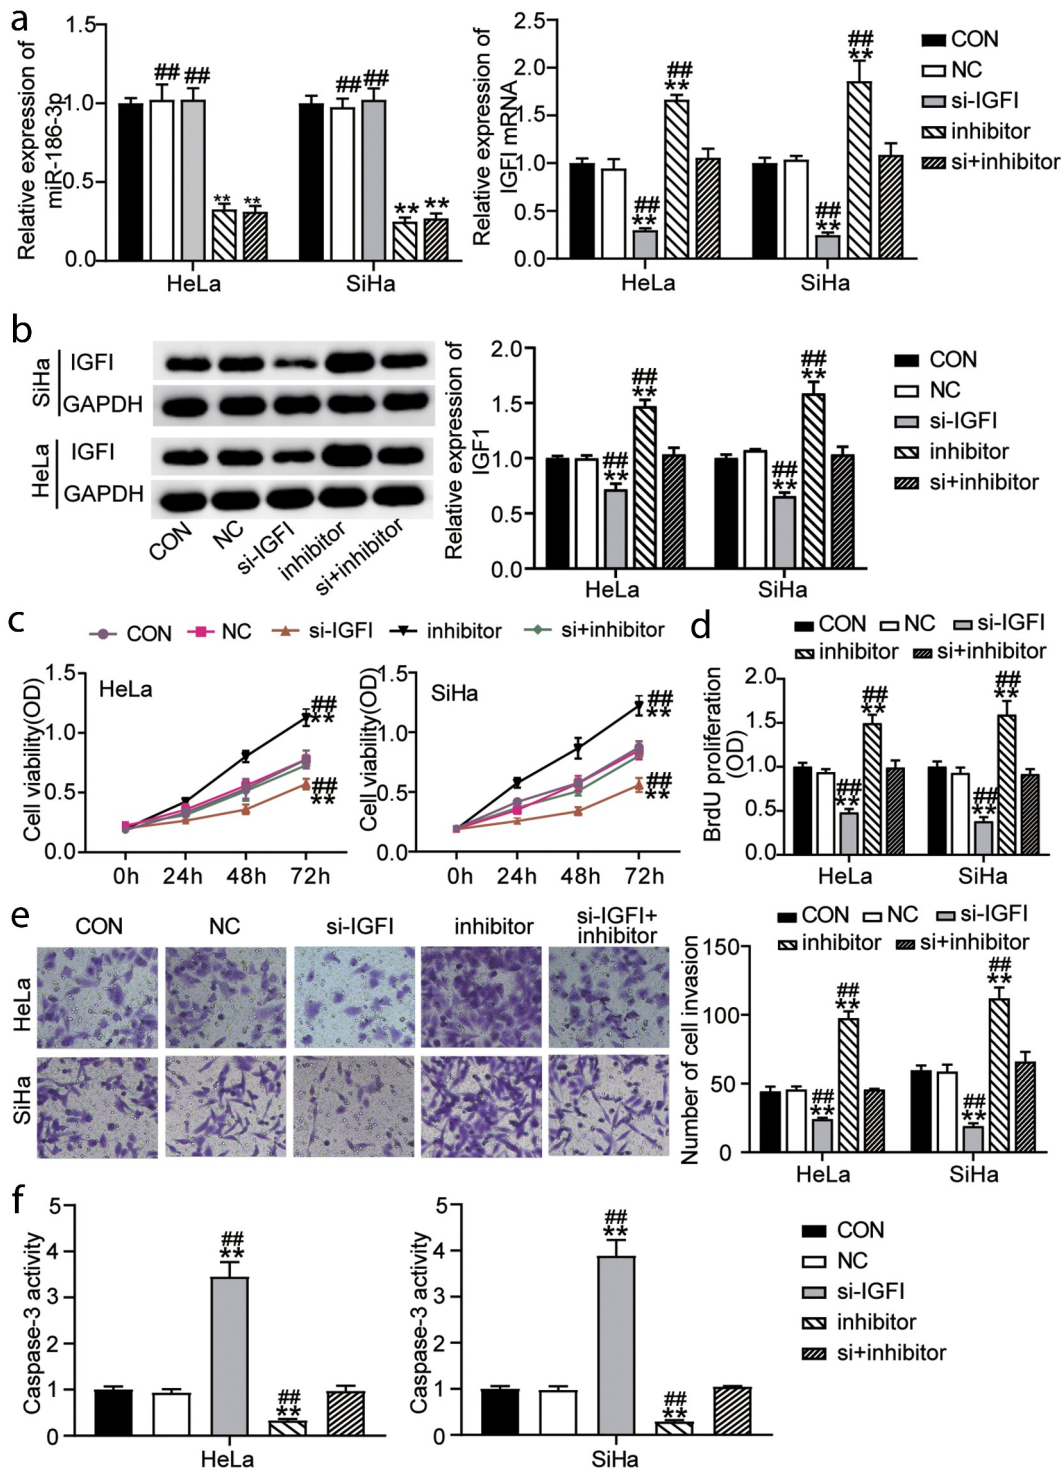 a
Relative expression of
miR-186-3p
1.5
1.0
0.5
0.0
## ## ** **
## ## ** **
HeLa SiHa
Relative expression of
IGFI mRNA
2.5
2.0
1.5
1.0
0.5
0.0
##
**
##
**
##
**
##
**
HeLa SiHa
CON
NC
si-IGFI
inhibitor
si+inhibitor
b
SiHa
IGFI
GAPDH
HeLa
IGFI
GAPDH
CON
NC
si-IGFI
inhibitor
si+inhibitor
Relative expression of
IGF1
2.0
1.5
1.0
0.5
0.0
##
**
##
**
##
**
##
**
HeLa SiHa
CON
NC
si-IGFI
inhibitor
si+inhibitor
c
CON NC si-IGFI inhibitor si+inhibitor
Cell viability(OD)
1.5
1.0
0.5
0.0
HeLa
##
**
##
**
0h 24h 48h 72h
Cell viability(OD)
1.5
1.0
0.5
0.0
SiHa
##
**
##
**
0h 24h 48h 72h
d
CON NC si-IGFI
inhibitor si+inhibitor
BrdU proliferation
(OD)
2.0
1.5
1.0
0.5
0.0
##
**
##
**
##
**
##
**
HeLa SiHa
e
CON NC si-IGFI inhibitor si-IGFI+
inhibitor
HeLa
SiHa
CON NC si-IGFI
inhibitor si+inhibitor
Number of cell invasion
150
100
50
0
##
**
##
**
##
**
##
**
HeLa SiHa
f
Caspase-3 activity
5
4
3
2
1
0
##
**
##
**
HeLa
Caspase-3 activity
5
4
3
2
1
0
##
**
##
**
SiHa
CON
NC
si-IGFI
inhibitor
si+inhibitor